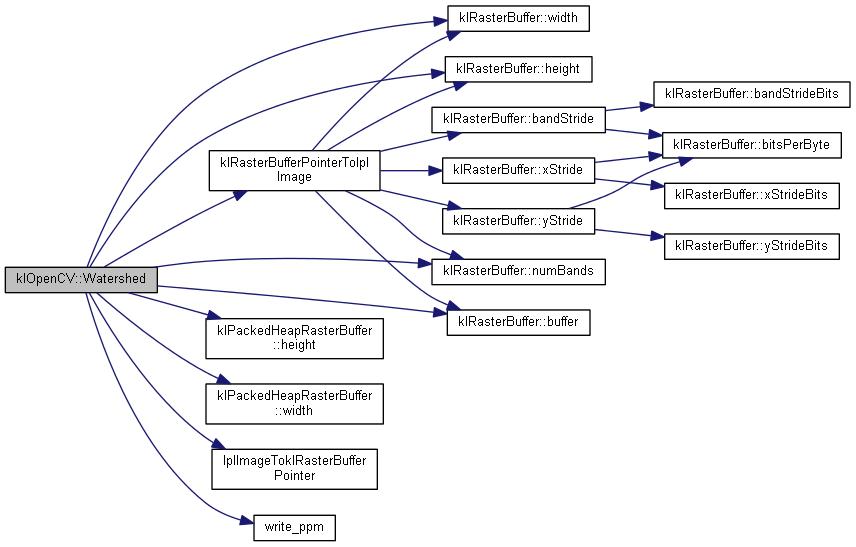 klRasterBuffer::width
klRasterBuffer::height
klRasterBuffer::bandStrideBits
klRasterBuffer::bandStride
klRasterBuffer::bitsPerByte
klRasterBufferPointerToIpl
Image
klRasterBuffer::xStride
klRasterBuffer::xStrideBits
klRasterBuffer::yStride
klRasterBuffer::yStrideBits
klRasterBuffer::numBands
klOpenCV::Watershed
klRasterBuffer::buffer
klPackedHeapRasterBuffer
::height
klPackedHeapRasterBuffer
::width
IplImageToklRasterBuffer
Pointer
write_ppm